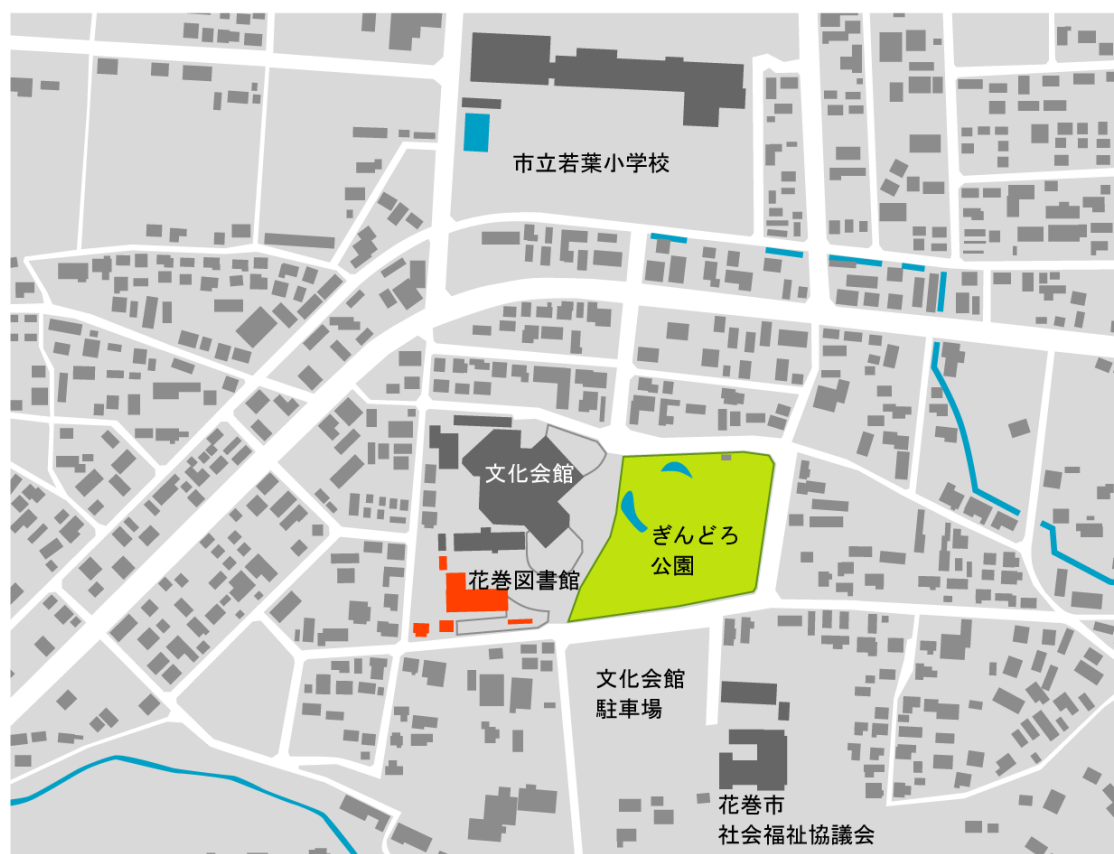 市立若葉小学校
文化会館
ぎんどろ
公園
花巻図書館
文化会館
駐車場
花巻市
社会福祉協議会